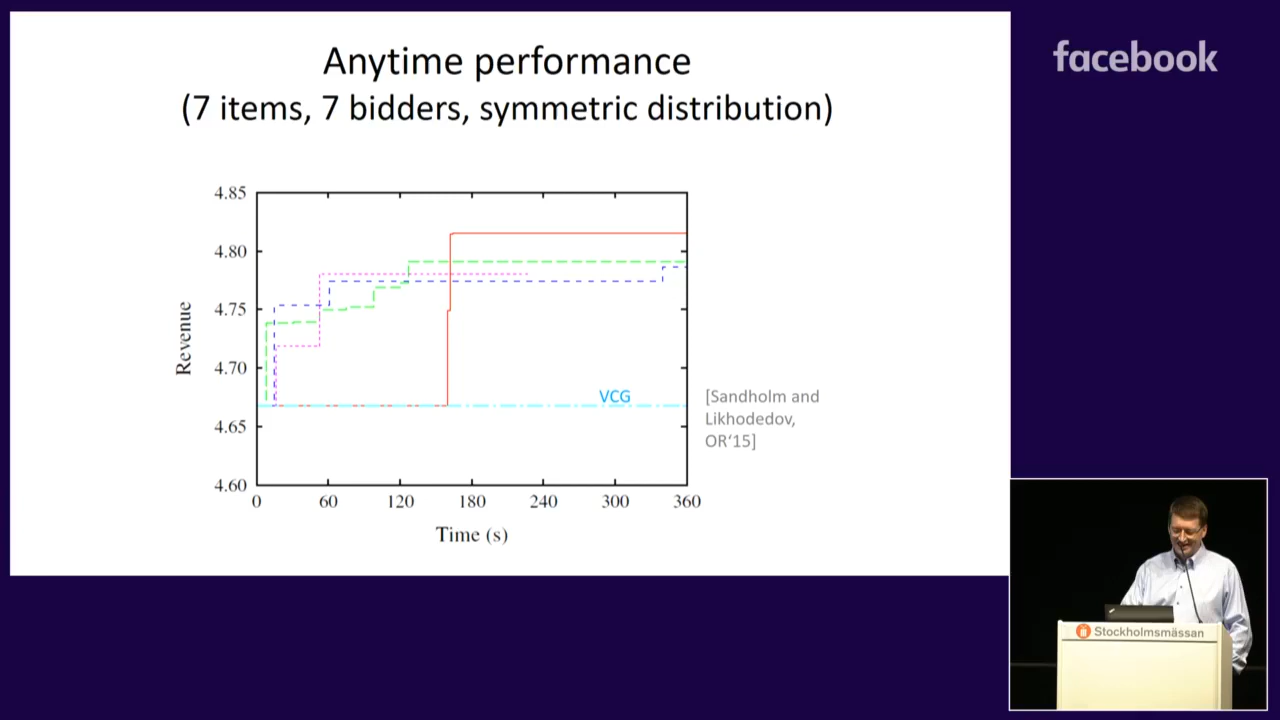 Anytime performance
(7 items, 7 bidders, symmetric distribution)
facebook
4.85
4.80
4.75
4.70
4.65
4.60
Revenue
VCG
[Sandholm and
Likhodedov,
OR‘15]
0 60 120 180 240 300 360
Time (s)
Stockholmsmässan